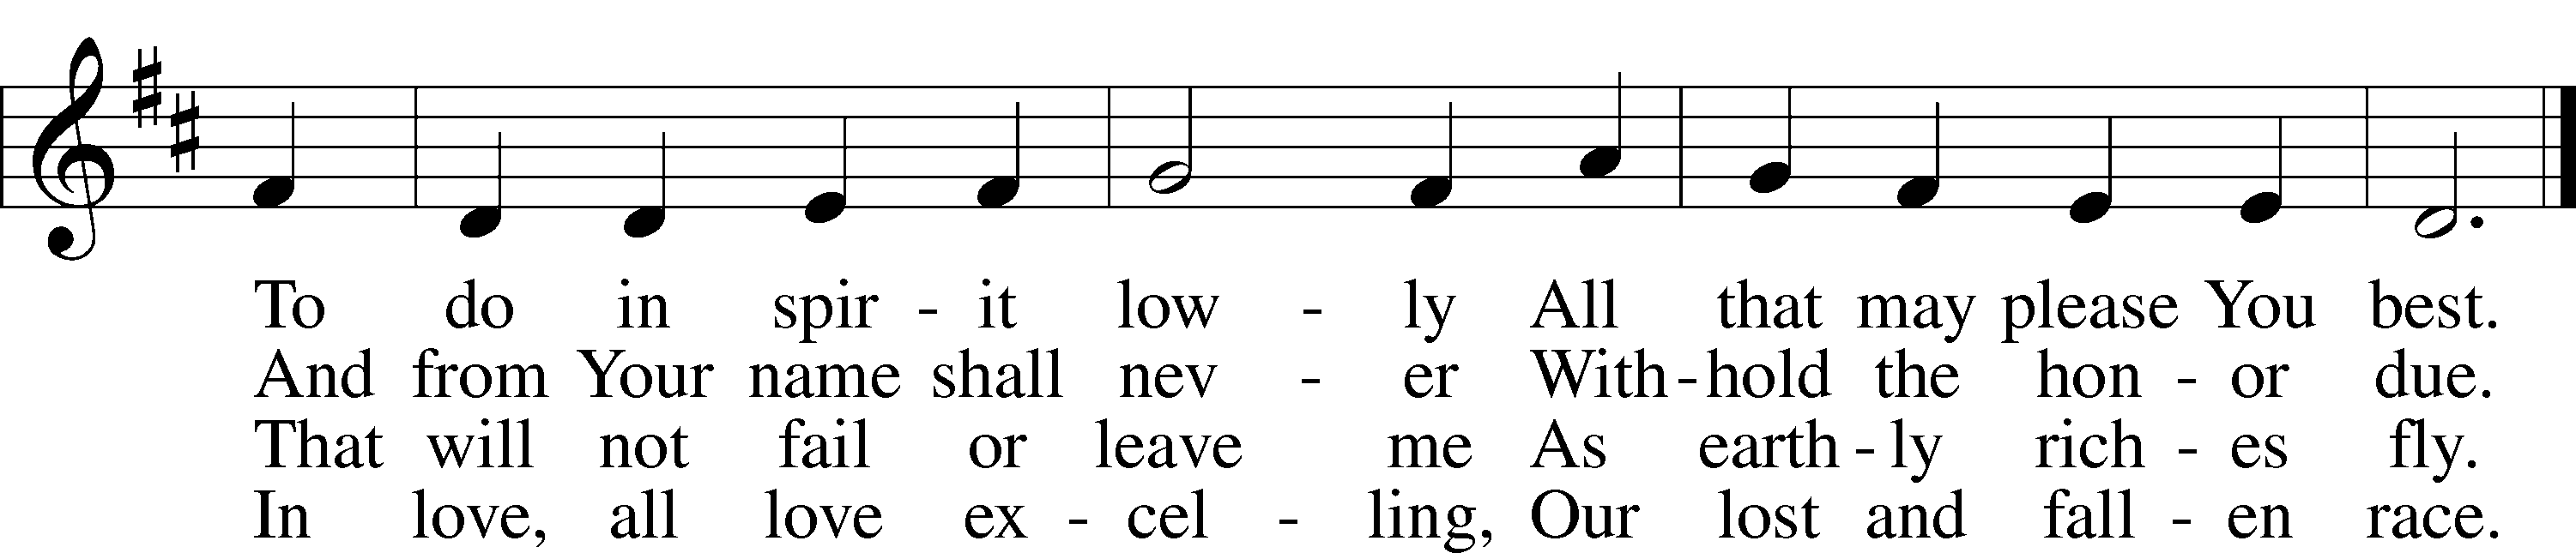 To do in spir - it low - ly All that may please You best.
And from Your name shall nev - er With - hold the hon - or due.
That will not fail or leave me As earth - ly rich - es fly.
In love, all love ex - cel - ling, Our lost and fall - en race.